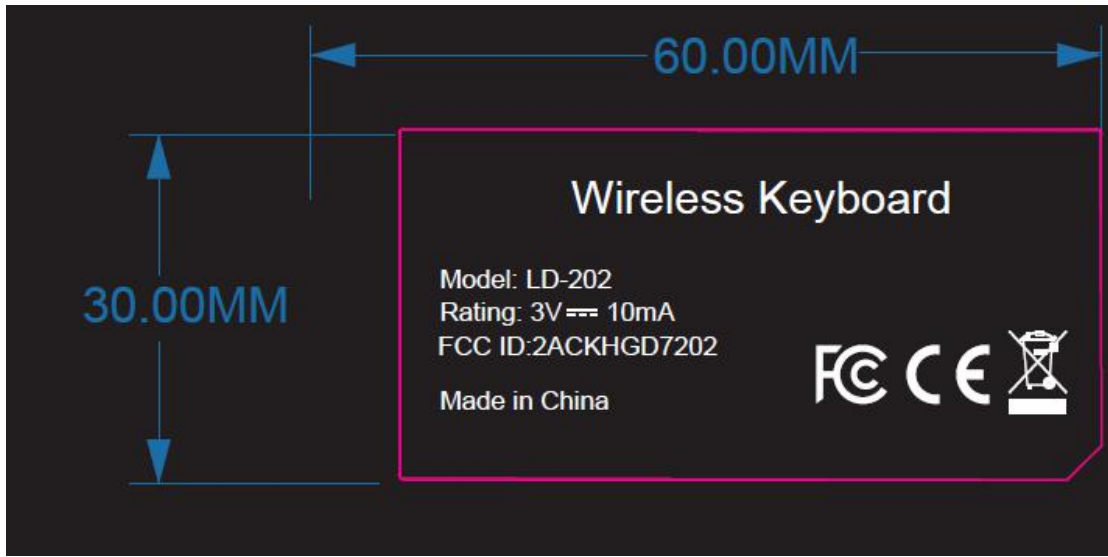 60.00MM
30.00MM
Wireless Keyboard
Model: LD-202
Rating: 3V⎓ 10mA
FCC ID:2ACKHGD7202
Made in China
FC CE